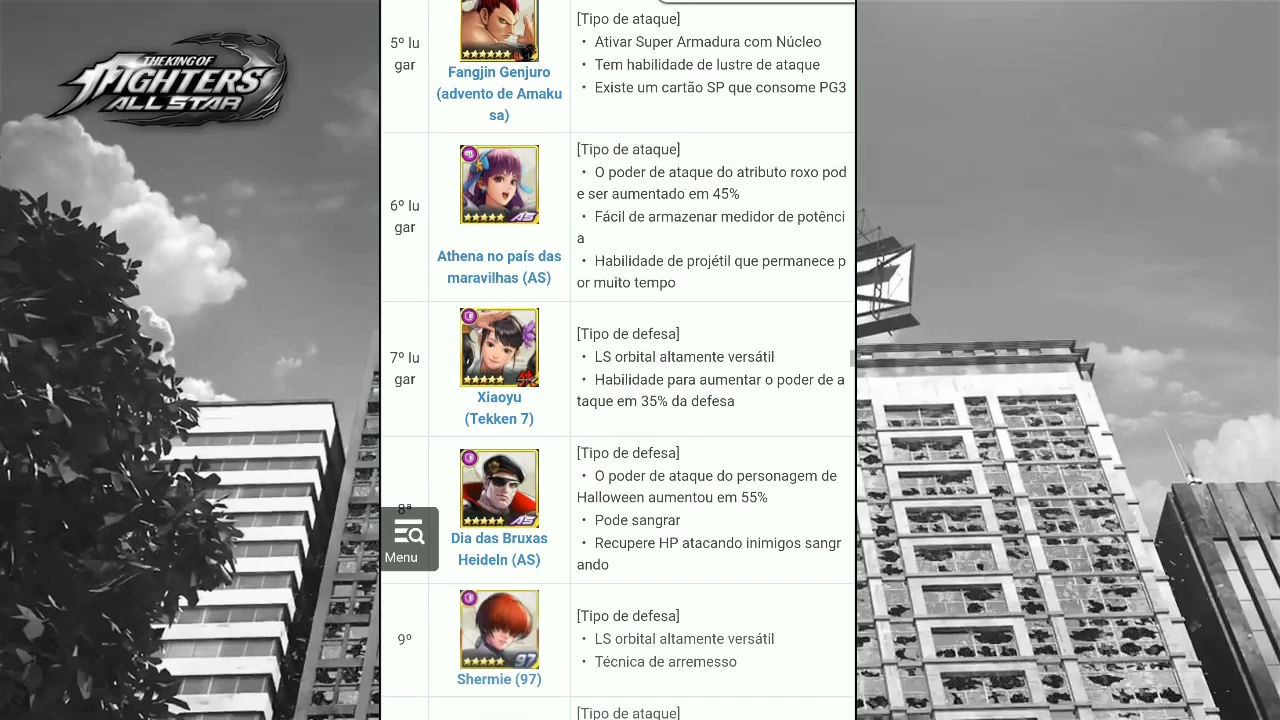 THE KING OF
FIGHTERS
ALL STAR
5º lu
gar
Fangjin Genjuro
(advento de Amaku
sa)
[Tipo de ataque]
・ Ativar Super Armadura com Núcleo
・ Tem habilidade de lustre de ataque
・ Existe um cartão SP que consome PG3
6º lu
gar
AS
Athena no país das
maravilhas (AS)
[Tipo de ataque]
・ O poder de ataque do atributo roxo pod
e ser aumentado em 45%
・ Fácil de armazenar medidor de potênci
a
・ Habilidade de projétil que permanece p
or muito tempo
7º lu
gar
Xiaoyu
(Tekken 7)
[Tipo de defesa]
・ LS orbital altamente versátil
・ Habilidade para aumentar o poder de a
taque em 35% da defesa
8ª
Menu
AS
Dia das Bruxas
Heideln (AS)
[Tipo de defesa]
・ O poder de ataque do personagem de
Halloween aumentou em 55%
・ Pode sangrar
・ Recupere HP atacando inimigos sangr
ando
9º
97
Shermie (97)
[Tipo de defesa]
・ LS orbital altamente versátil
・ Técnica de arremesso
[Tipo de ataque]